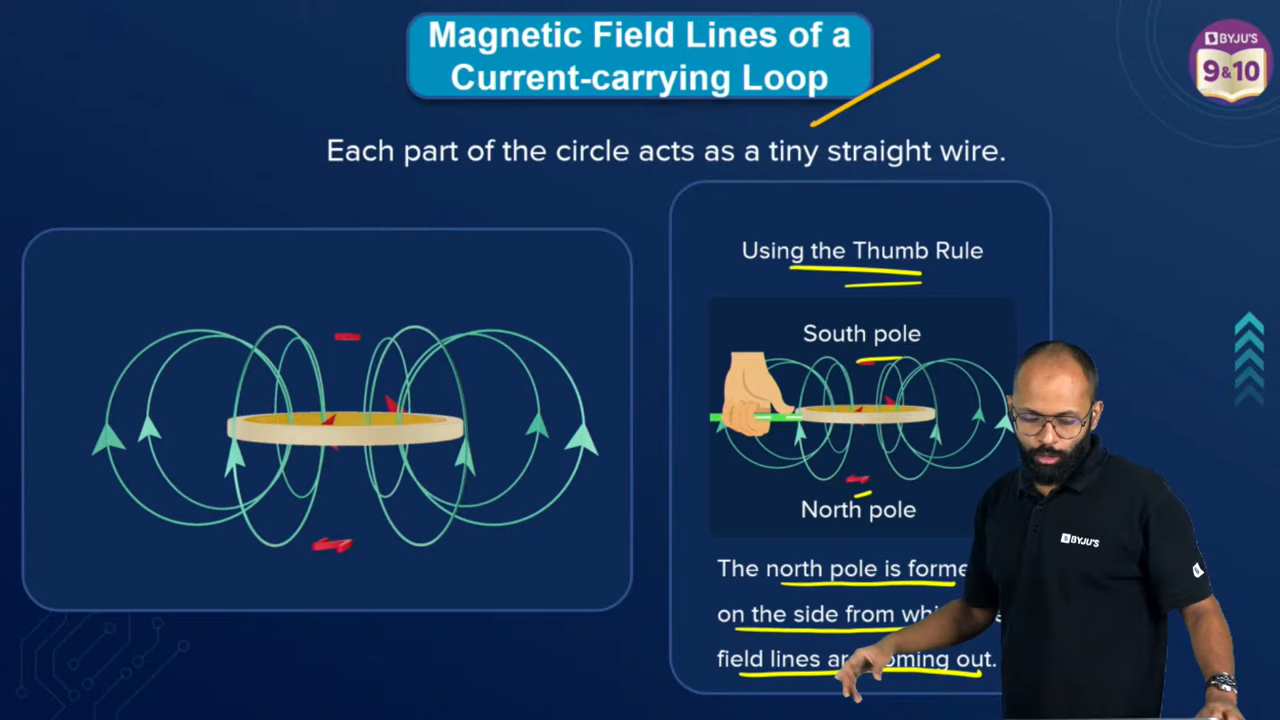 Magnetic Field Lines of a
Current-carrying Loop
BYJU'S
9&10
Each part of the circle acts as a tiny straight wire.
Using the Thumb Rule
South pole
North pole
The north pole is forme
on the side from whi
field lines are coming out.
BYJU'S